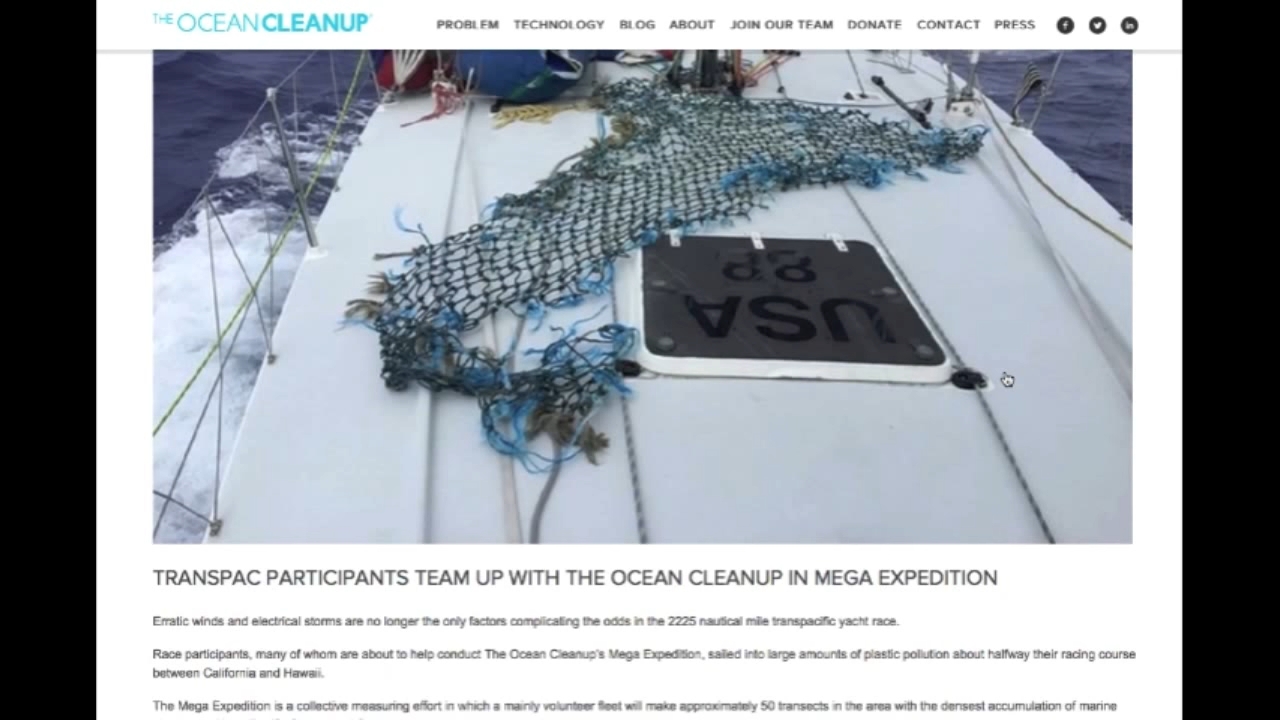 THE OCEANCLEANUP PROBLEM TECHNOLOGY BLOG ABOUT JOIN OUR TEAM DONATE CONTACT PRESS
88
USA
TRANSPAC PARTICIPANTS TEAM UP WITH THE OCEAN CLEANUP IN MEGA EXPEDITION
Erratic winds and electrical storms are no longer the only factors complicating the odds in the 2225 nautical mile transpacific yacht race.
Race participants, many of whom are about to help conduct The Ocean Cleanup's Mega Expedition, sailed into large amounts of plastic pollution about halfway their racing course
between California and Hawaii.
The Mega Expedition is a collective measuring effort in which a mainly volunteer fleet will make approximately 50 transects in the area with the densest accumulation of marine